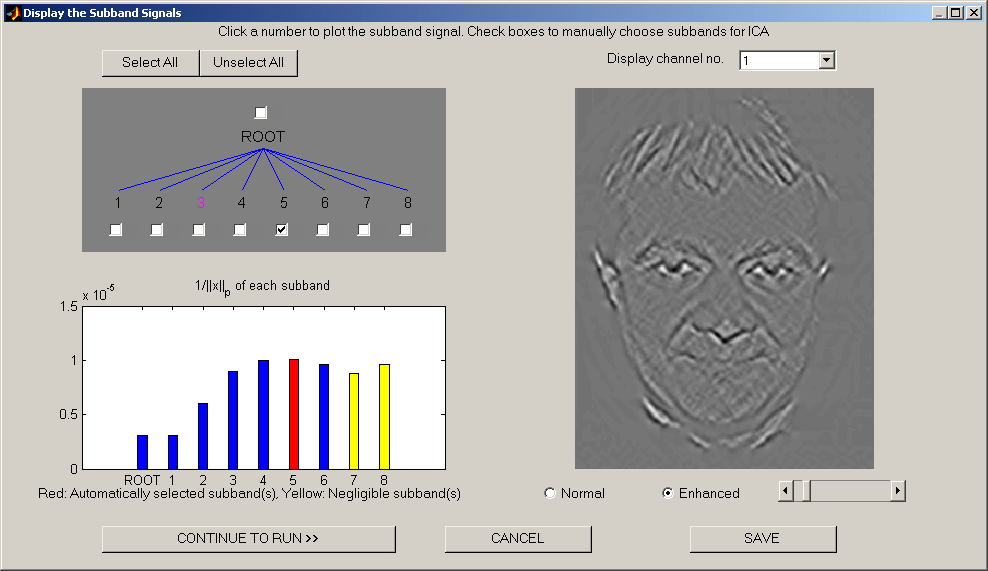 Display the Subband Signals
Click a number to plot the subband signal. Check boxes to manually choose subbands for ICA
Select All Unselect All
Display channel no. 1
ROOT
1 2 3 4 5 6 7 8
x 10-5
1/||x||p of each subband
1.5
1
0.5
0
ROOT 1 2 3 4 5 6 7 8
Red: Automatically selected subband(s), Yellow: Negligible subband(s)
Normal Enhanced
CONTINUE TO RUN >> CANCEL SAVE